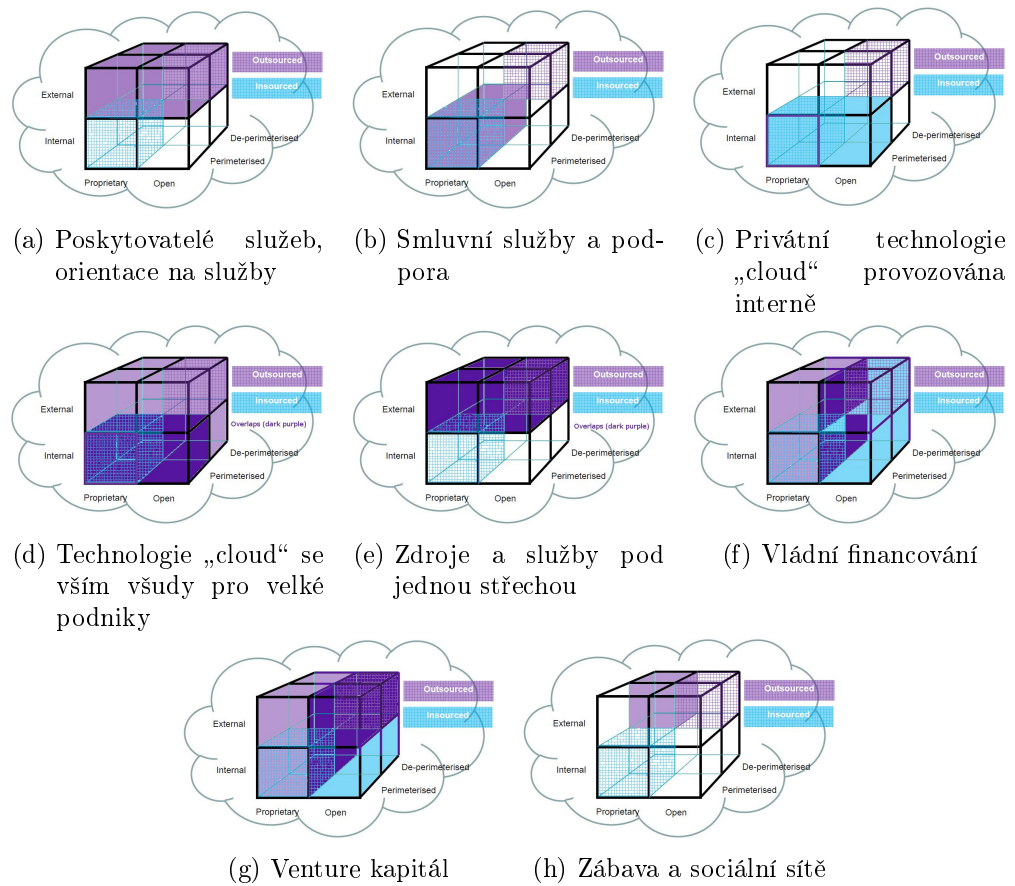 Outsourced
External
Insourced
Internal
De-perimeterised
Perimeterised
Proprietary Open
(a) Poskytovatelé služeb,
orientace na služby
Outsourced
External
Insourced
Internal
De-perimeterised
Perimeterised
Proprietary Open
(b) Smluvní služby a pod-
pora
Outsourced
External
Insourced
Internal
De-perimeterised
Perimeterised
Proprietary Open
(c) Privátní technologie
„cloud“ provozována
interně
Outsourced
External
Insourced
Overlaps (dark purple)
Internal
De-perimeterised
Perimeterised
Proprietary Open
(d) Technologie „cloud“ se
vším všudy pro velké
podniky
Outsourced
External
Insourced
Overlaps (dark purple)
Internal
De-perimeterised
Perimeterised
Proprietary Open
(e) Zdroje a služby pod
jednou střechou
Outsourced
External
Insourced
Internal
De-perimeterised
Perimeterised
Proprietary Open
(f) Vládní financování
Outsourced
External
Insourced
Internal
De-perimeterised
Perimeterised
Proprietary Open
(g) Venture kapitál
Outsourced
External
Insourced
Internal
De-perimeterised
Perimeterised
Proprietary Open
(h) Zábava a sociální sítě